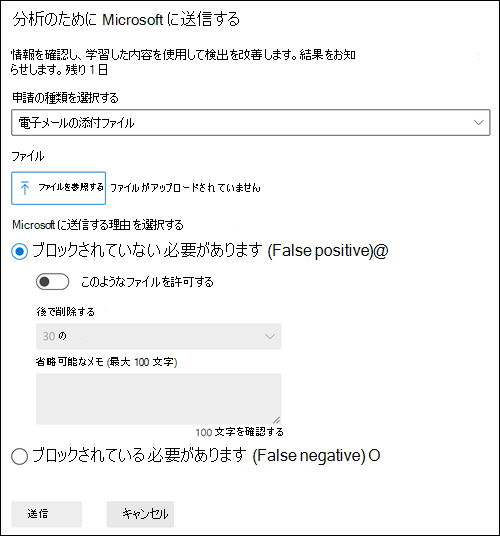 分析のために Microsoft に送信する
情報を確認し、学習した内容を使用して検出を改善します。結果をお知
らせします。残り 1 日
申請の種類を選択する
電子メールの添付ファイル
ファイル
ファイルを参照する ファイルがアップロードされていません
Microsoft に送信する理由を選択する
ブロックされていない 必要があります (False positive)@
このようなファイルを許可する
後で削除する
30 の
省略可能なメモ (最大 100 文字)
100 文字を確認する
ブロックされている 必要があります (False negative) O
送信 キャンセル